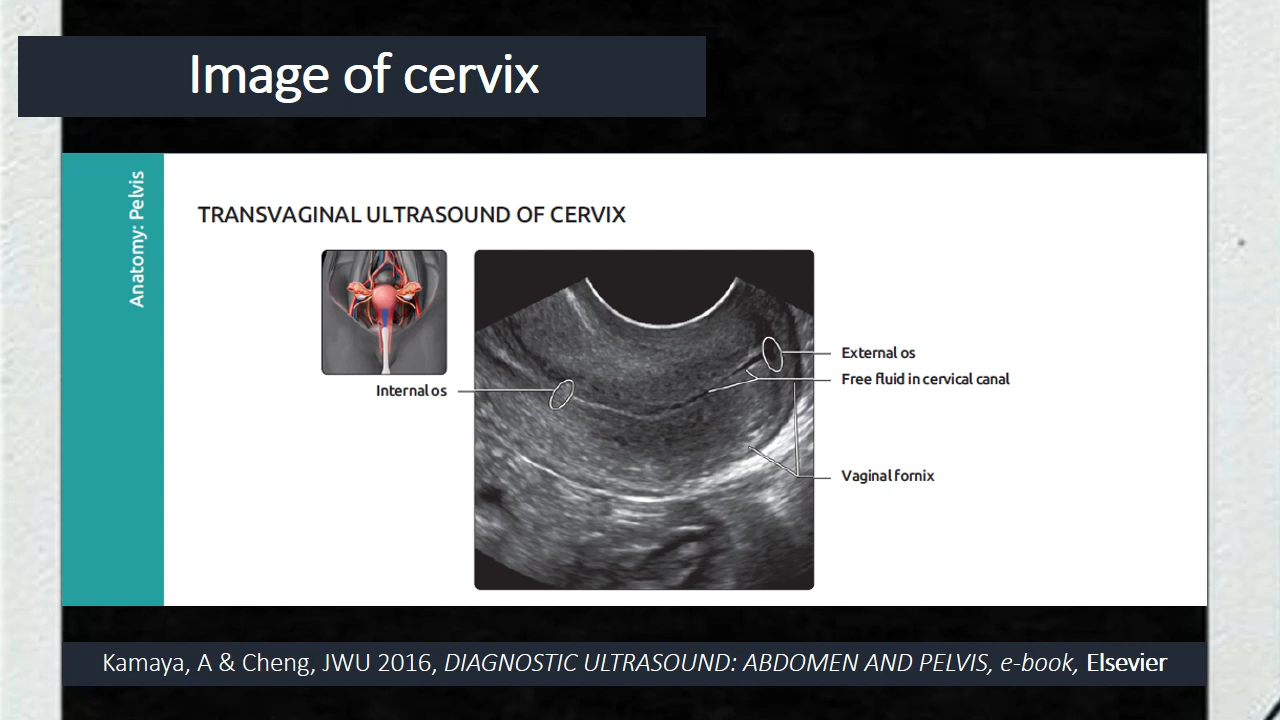 Image of cervix
Anatomy: Pelvis
TRANSVAGINAL ULTRASOUND OF CERVIX
External os
Free fluid in cervical canal
Internal os
Vaginal fornix
Kamaya, A & Cheng, JWU 2016, DIAGNOSTIC ULTRASOUND: ABDOMEN AND PELVIS, e-book, Elsevier